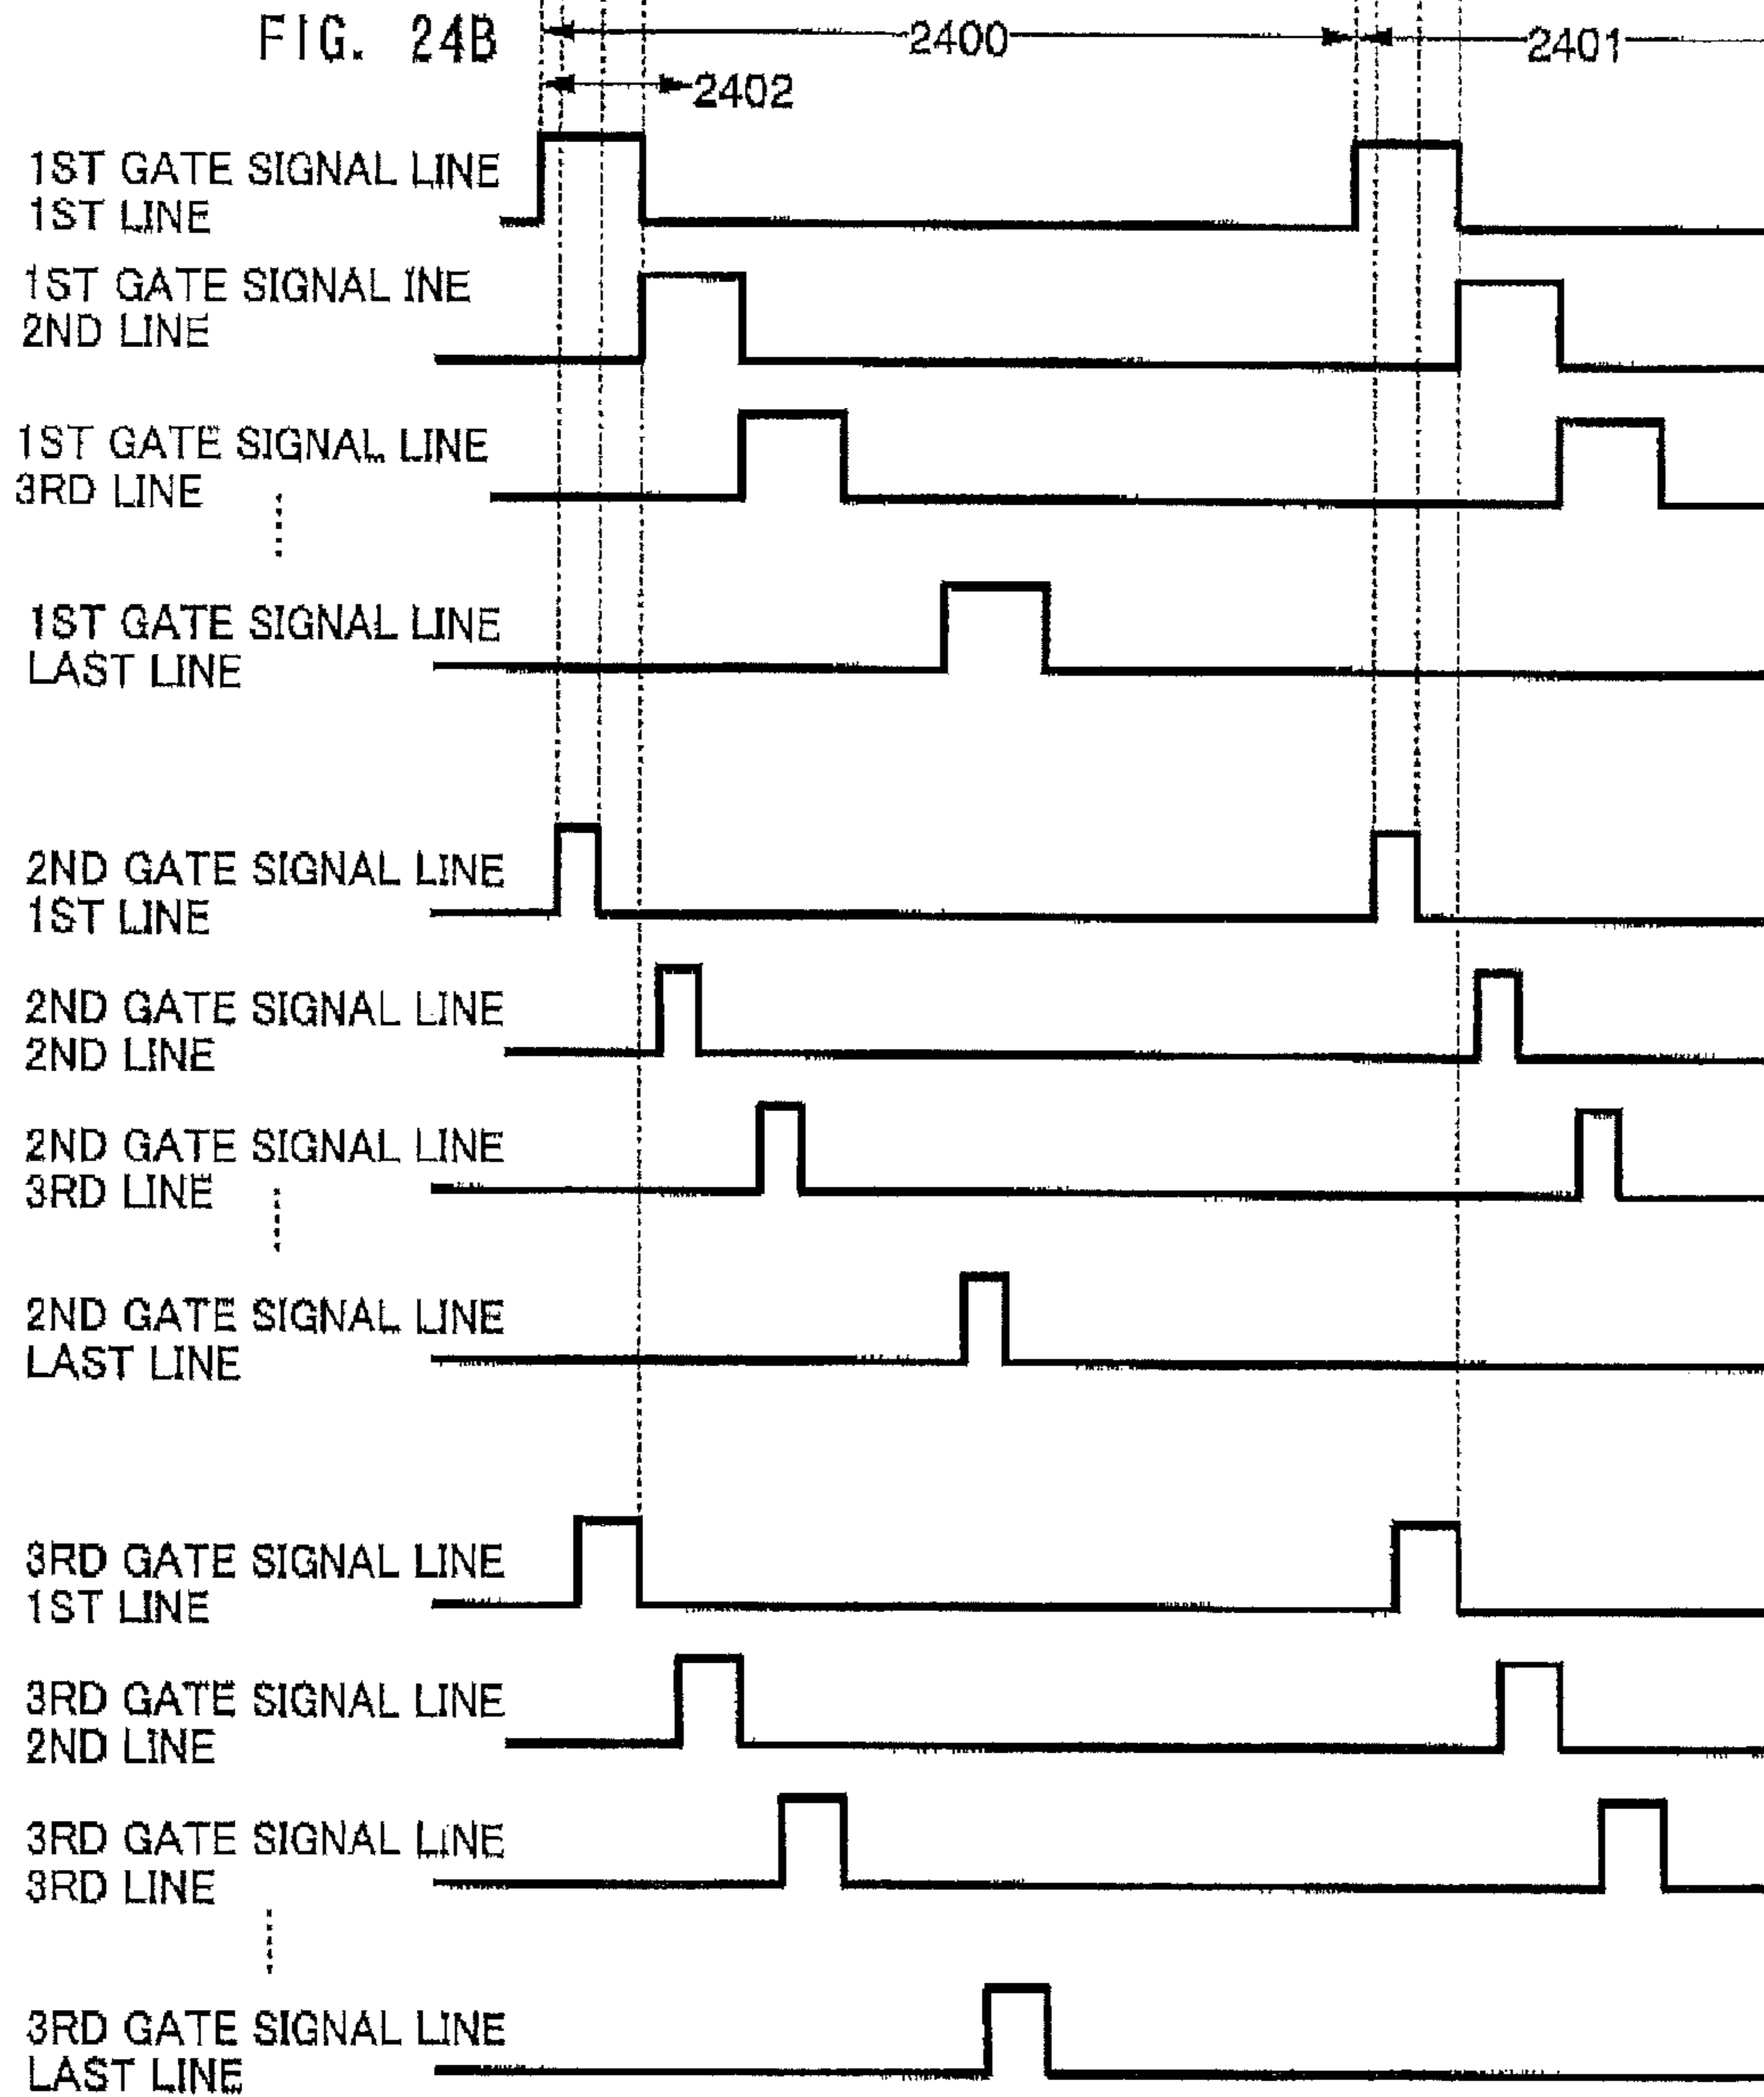 FIG. 24B
2400
2401
2402
1ST GATE SIGNAL LINE
1ST LINE
1ST GATE SIGNAL INE
2ND LINE
1ST GATE SIGNAL LINE
3RD LINE
1ST GATE SIGNAL LINE
LAST LINE
2ND GATE SIGNAL LINE
1ST LINE
2ND GATE SIGNAL LINE
2ND LINE
2ND GATE SIGNAL LINE
3RD LINE
2ND GATE SIGNAL LINE
LAST LINE
3RD GATE SIGNAL LINE
1ST LINE
3RD GATE SIGNAL LINE
2ND LINE
3RD GATE SIGNAL LINE
3RD LINE
3RD GATE SIGNAL LINE
LAST LINE